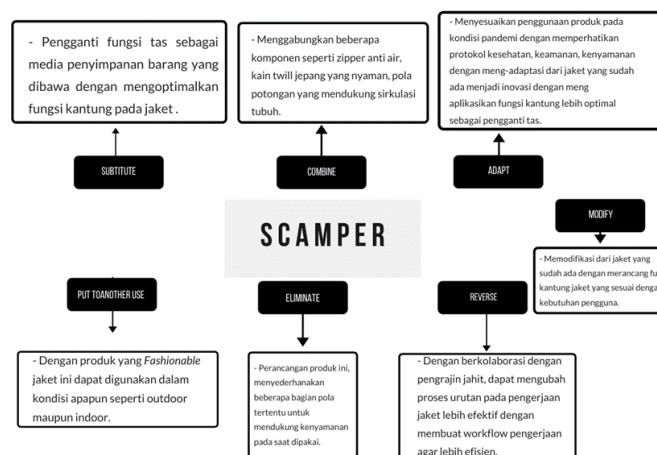 - Pengganti fungsi tas sebagai
media penyimpanan barang yang
dibawa dengan mengoptimalkan
fungsi kantung pada jaket .
SUBTITUTE
- Menggabungkan beberapa
komponen seperti zipper anti air,
kain twill jepang yang nyaman, pola
potongan yang mendukung sirkulasi
tubuh.
COMBINE
- Menyesuaikan penggunaan produk pada
kondisi pandemi dengan memperhatikan
protokol kesehatan, keamanan, kenyamanan
dengan meng-adaptasi dari jaket yang sudah
ada menjadi inovasi dengan meng
aplikasikan fungsi kantung lebih optimal
sebagai pengganti tas.
ADAPT
SCAMPER
MODIFY
- Memodifikasi dari jaket yang
sudah ada dengan merancang fu
kantung jaket yang sesuai denga
kebutuhan pengguna.
PUT TOANOTHER USE
- Dengan produk yang Fashionable
jaket ini dapat digunakan dalam
kondisi apapun seperti outdoor
maupun indoor.
ELIMINATE
- Perancangan produk ini,
menyederhanakan
beberapa bagian pola
tertentu untuk
mendukung kenyamanan
pada saat dipakai.
REVERSE
- Dengan berkolaborasi dengan
pengrajin jahit, dapat mengubah
proses urutan pada pengerjaan
jaket lebih efektif dengan
membuat workflow pengerjaan
agar lebih efisien.